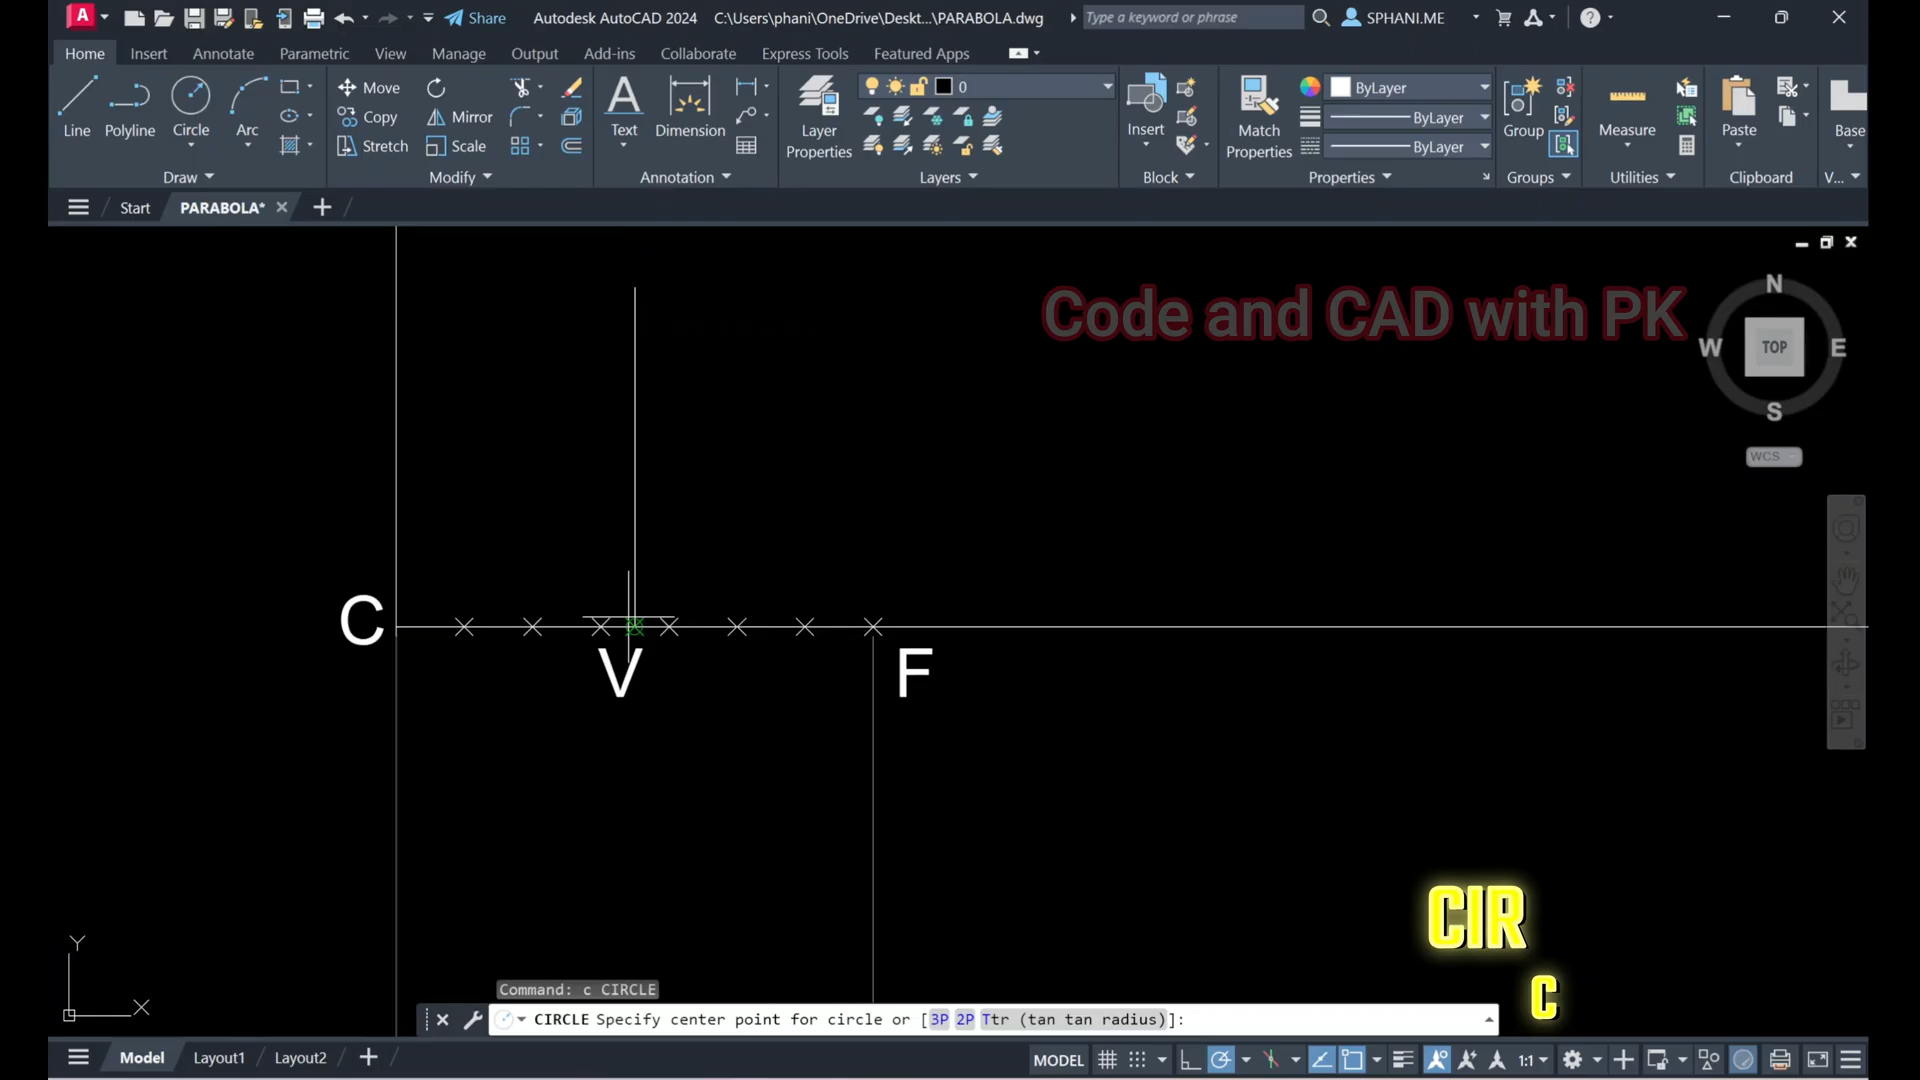 A Share Autodesk AutoCAD 2024 C:\Users\phani\OneDrive\Deskt...\PARABOLA.dwg Type a keyword or phrase SPHANI.ME ?
Home Insert Annotate Parametric View Manage Output Add-ins Collaborate Express Tools Featured Apps
Line Polyline Circle Arc
Move
Copy Mirror
Stretch Scale
A Text Dimension
Layer Properties
0
Insert
Match Properties
ByLayer
ByLayer
ByLayer
Group Measure Paste Base
Draw Modify Annotation Layers Block Properties Groups Utilities Clipboard V...
Start PARABOLA* +
Code and CAD with PK
N
W TOP E
S
WCS
C
V F
CIR
C
Y
X
Command: c CIRCLE
CIRCLE Specify center point for circle or [3P 2P Ttr (tan tan radius)]:
Model Layout1 Layout2 + MODEL 1:1